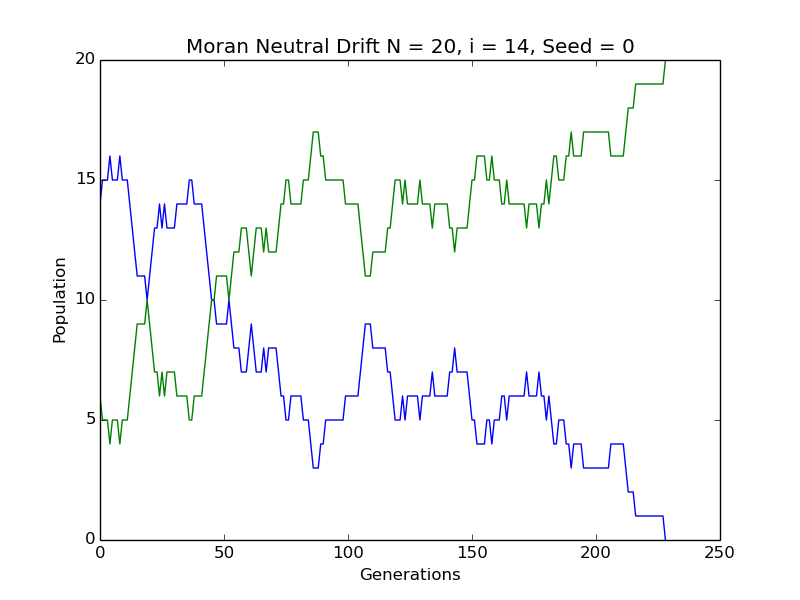 Moran Neutral Drift N = 20, i = 14, Seed = 0
20
15
10
5
0
Population
0 50 100 150 200 250
Generations